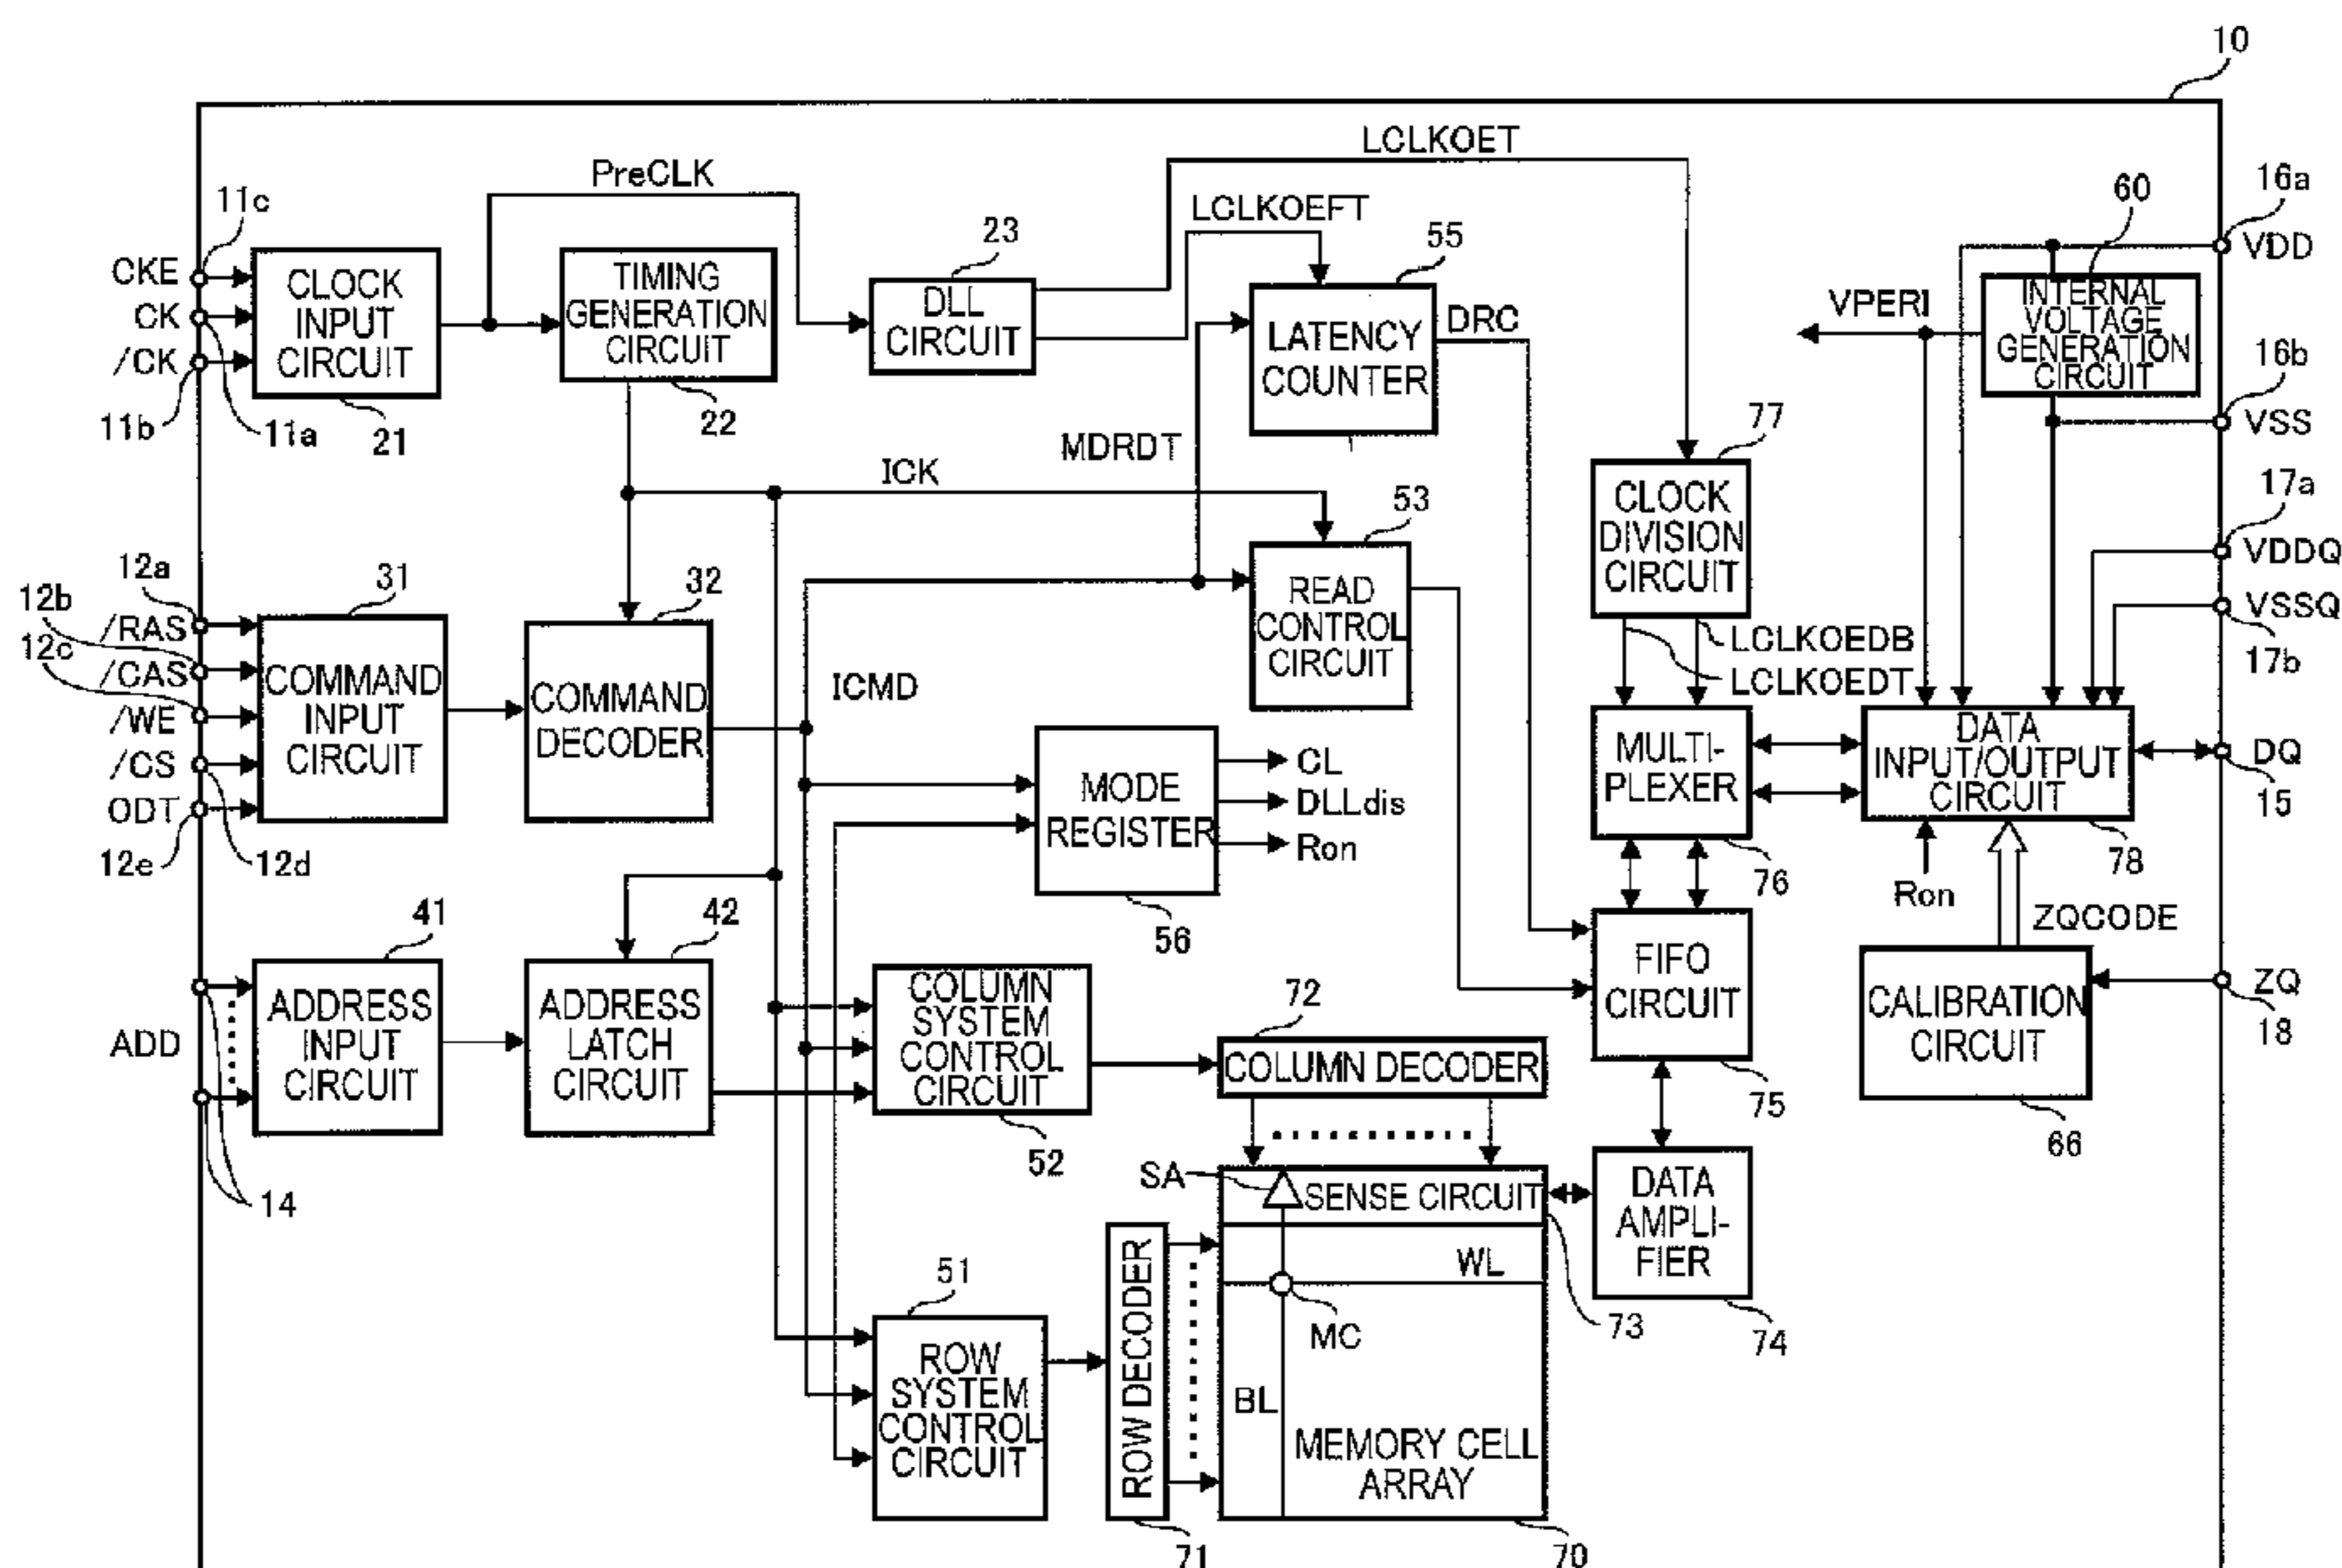 10
LCLKOET
PreCLK
LCLKOEFT
11c
23
55
60
16a
CKE
CK
/CK
CLOCK
INPUT
CIRCUIT
TIMING
GENERATION
CIRCUIT
DLL
CIRCUIT
LATENCY
COUNTER
DRC
VPERI
INTERNAL
VOLTAGE
GENERATION
CIRCUIT
VDD
16b
VSS
11b
11a
21
22
MDRDT
77
ICK
53
17a
CLOCK
DIVISION
CIRCUIT
VDDQ
VSSQ
17b
12a
12b
12c
31
32
READ
CONTROL
CIRCUIT
LCLKOEDB
LCLKOEDT
/RAS
/CAS
/WE
/CS
ODT
COMMAND
INPUT
CIRCUIT
COMMAND
DECODER
ICMD
MODE
REGISTER
CL
DLLdis
Ron
MULTI-
PLEXER
DATA
INPUT/OUTPUT
CIRCUIT
DQ
15
12e
12d
76
78
Ron
ZQCODE
41
42
56
ADD
ADDRESS
INPUT
CIRCUIT
ADDRESS
LATCH
CIRCUIT
COLUMN
SYSTEM
CONTROL
CIRCUIT
72
COLUMN DECODER
FIFO
CIRCUIT
CALIBRATION
CIRCUIT
ZQ
18
75
66
14
52
SA
SENSE CIRCUIT
DATA
AMPLI-
FIER
51
WL
MC
73
74
ROW
SYSTEM
CONTROL
CIRCUIT
ROW DECODER
BL
MEMORY CELL
ARRAY
71
70